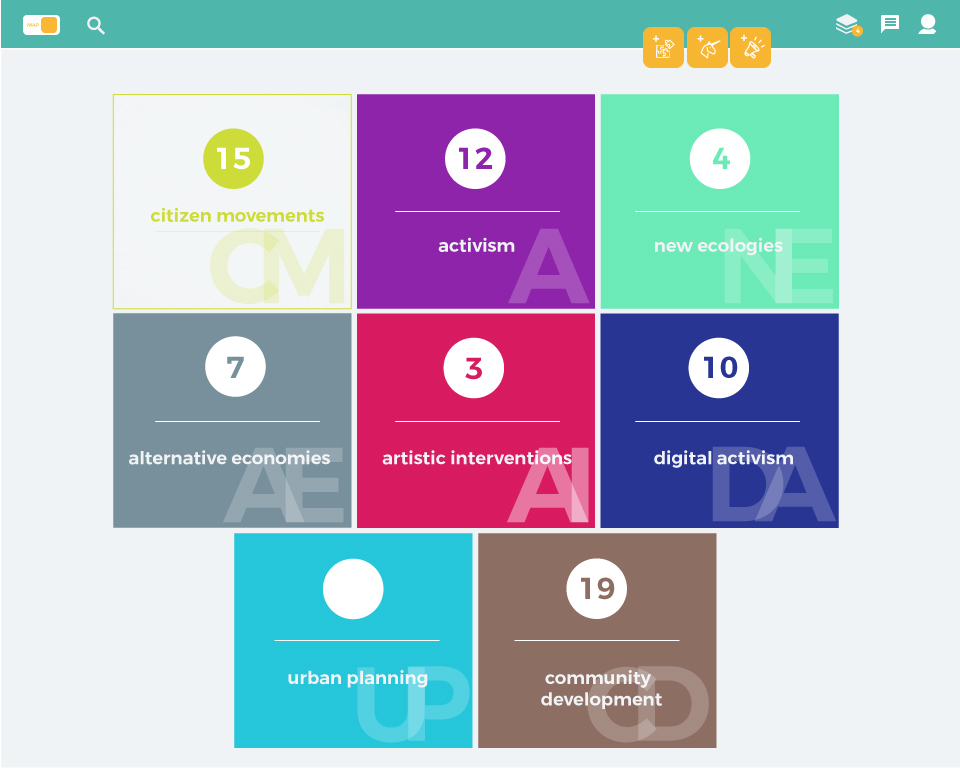 MAP
15
citizen movements
CM
12
activism
A
4
new ecologies
NE
7
alternative economies
AE
3
artistic interventions
AI
10
digital activism
DA
urban planning
UP
19
community
development
CD